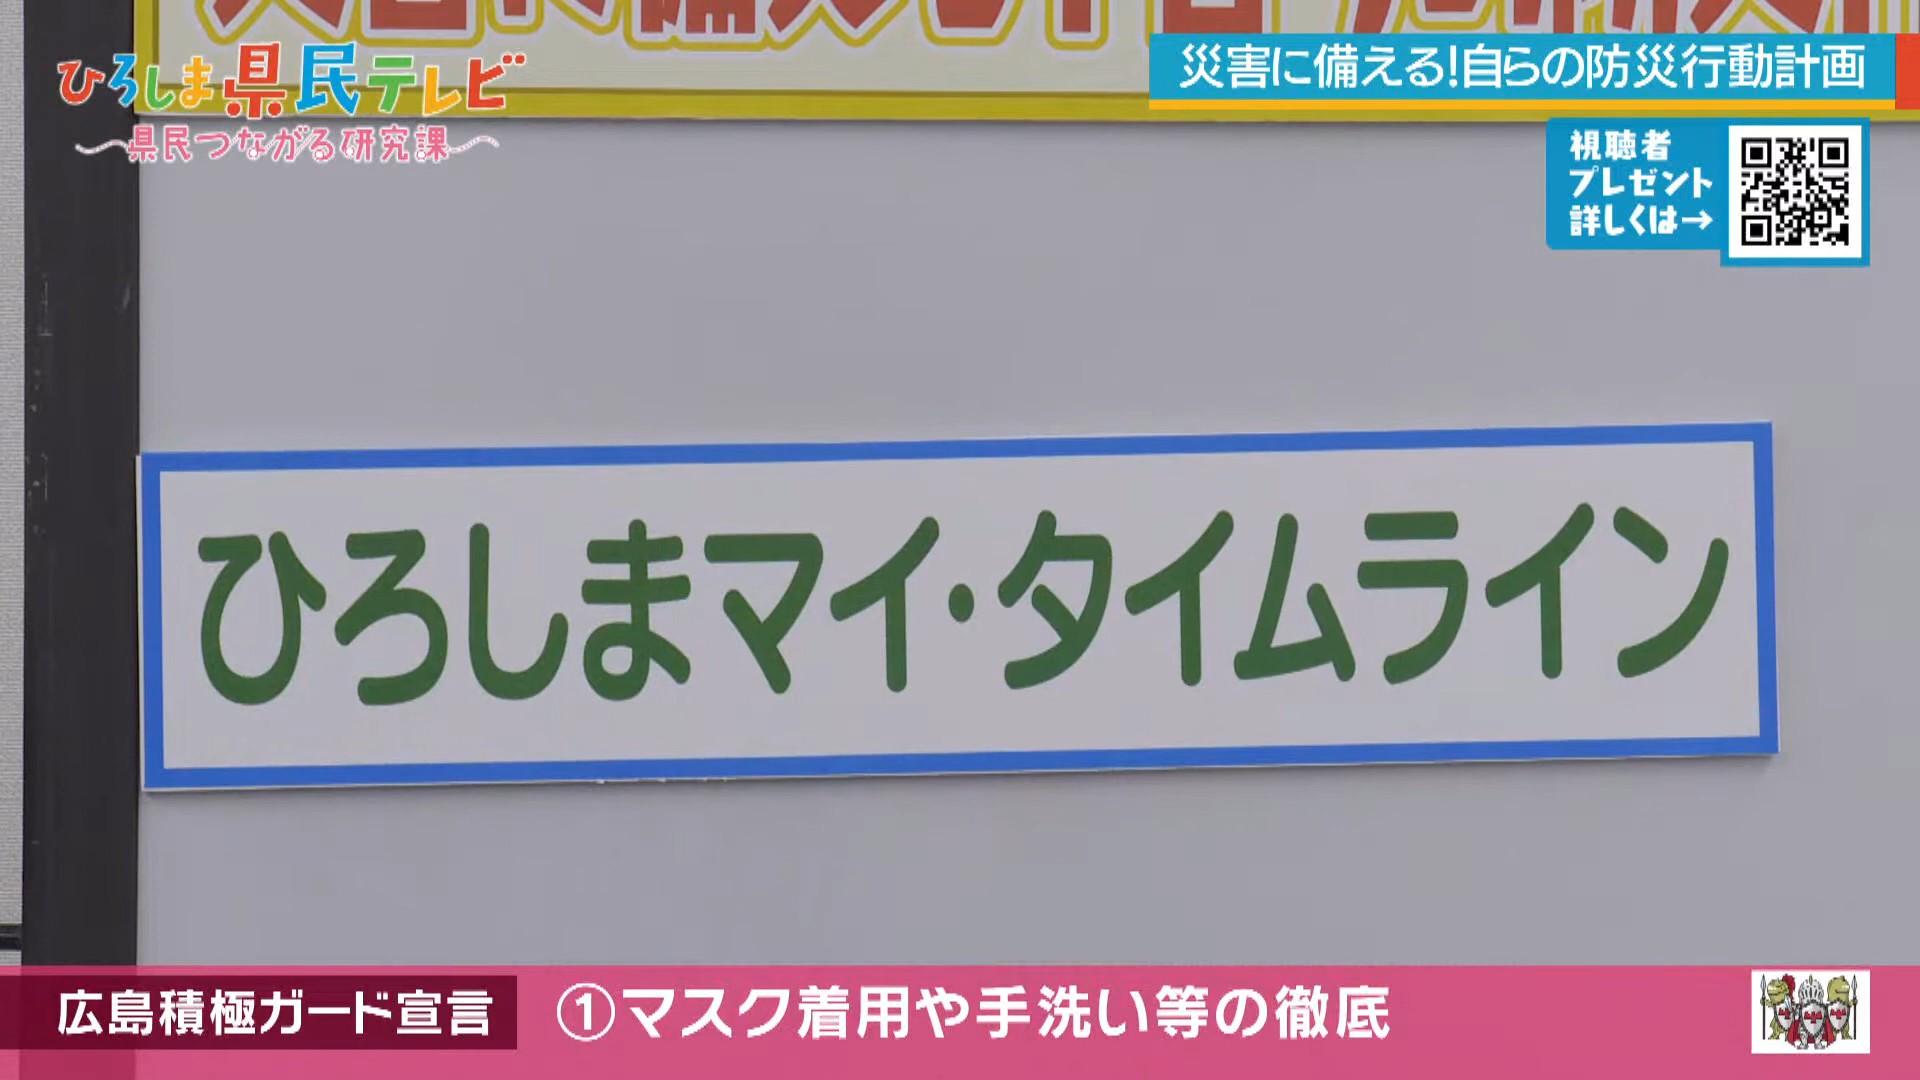 ひろしま県民テレビ
〜県民つながる研究課〜
災害に備える!自らの防災行動計画
視聴者
プレゼント
詳しくは→
ひろしまマイ・タイムライン
広島積極ガード宣言
①マスク着用や手洗い等の徹底